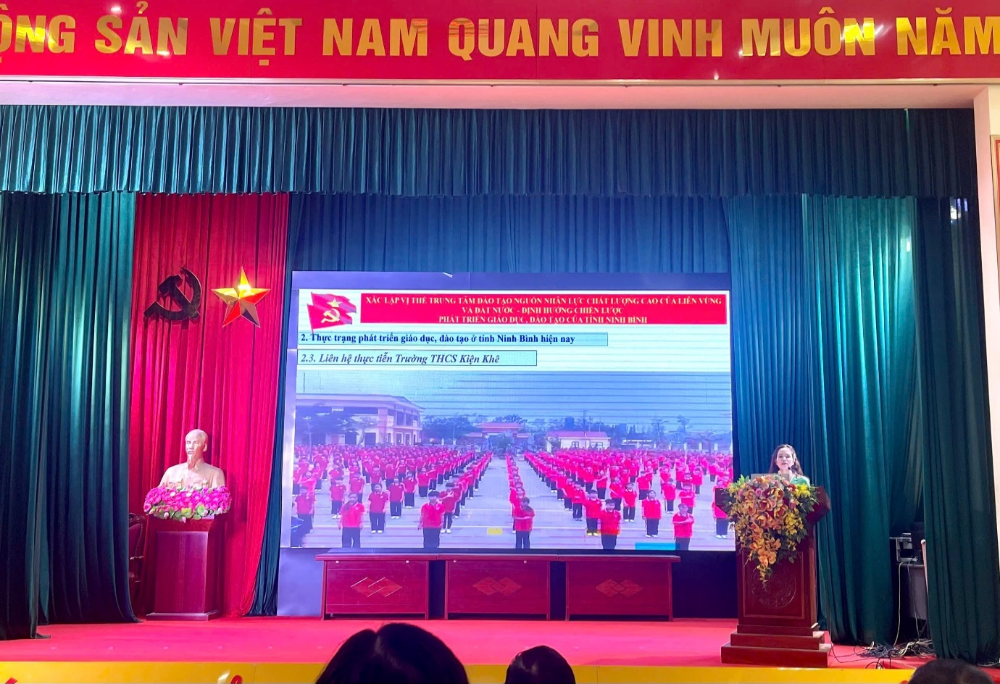 ỘNG SẢN VIỆT NAM QUANG VINH MUÔN NĂM
XÁC LẬP VỊ THẾ TRUNG TÂM ĐÀO TẠO NGUỒN NHÂN LỰC CHẤT LƯỢNG CAO CỦA LIÊN VÙNG
VÀ ĐẤT NƯỚC - ĐỊNH HƯỚNG CHIẾN LƯỢC
PHÁT TRIỂN GIÁO DỤC, ĐÀO TẠO CỦA TỈNH NINH BÌNH
2. Thực trạng phát triển giáo dục, đào tạo ở tỉnh Ninh Bình hiện nay
2.3. Liên hệ thực tiễn Trường THCS Kiện Khê